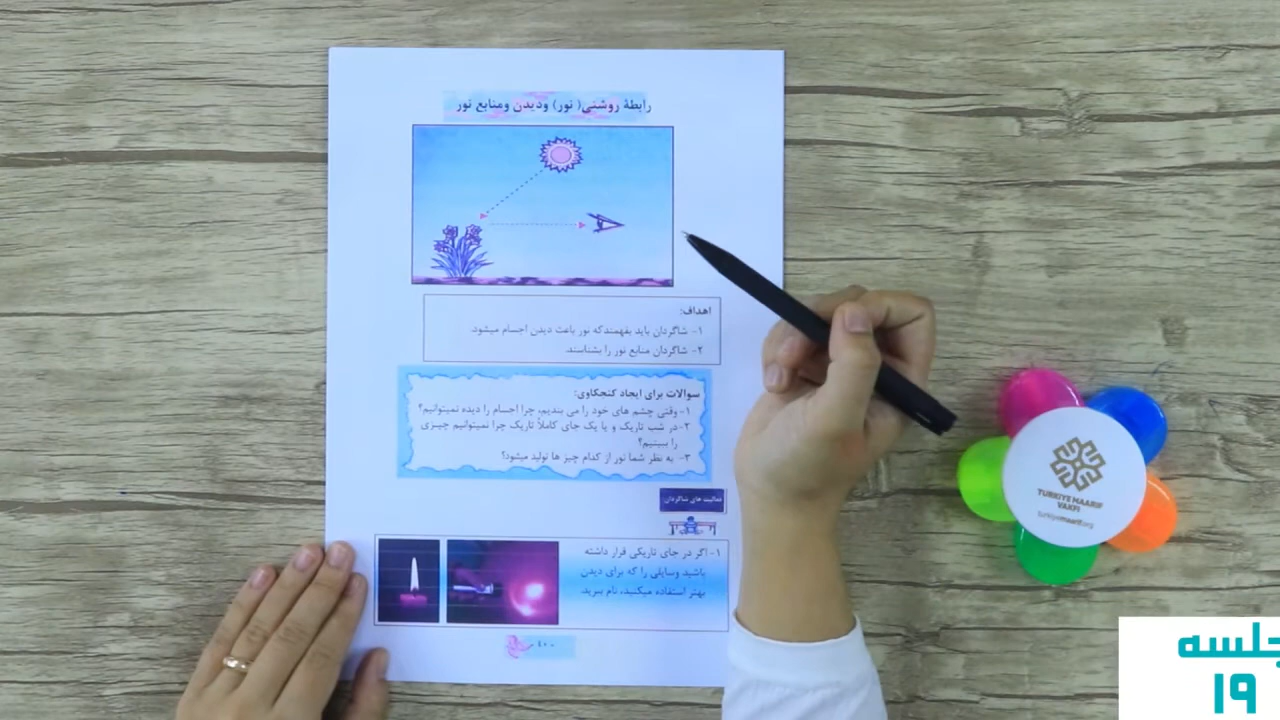 رابطهٔ روشنی( نور) ودیدن ومنابع نور
اهداف:
۱- شاگردان باید بفهمندکه نور باعث دیدن اجسام میشود.
۲- شاگردان منابع نور را بشناسند.
سوالات برای ایجاد کنجکاوی:
۱- وقتی چشم های خود را می بندیم، چرا اجسام را دیده نمیتوانیم؟
۲-در شب تاریک و یا یک جای کاملاً تاریک چرا نمیتوانیم چیـزی
را ببینیم؟
۳- به نظر شما نور از کدام چیز ها تولید میشود؟
فعالیت های شاگردان:
۱- اگر در جای تاریکی قرار داشته
باشید وسایلی را که برای دیدن
بهتر استفاده میکنید، نام ببرید.
- ۴۰ -
TURKIYE MAARIF
VAKFI
turkiyemaarif.org
جلسه
۱۹